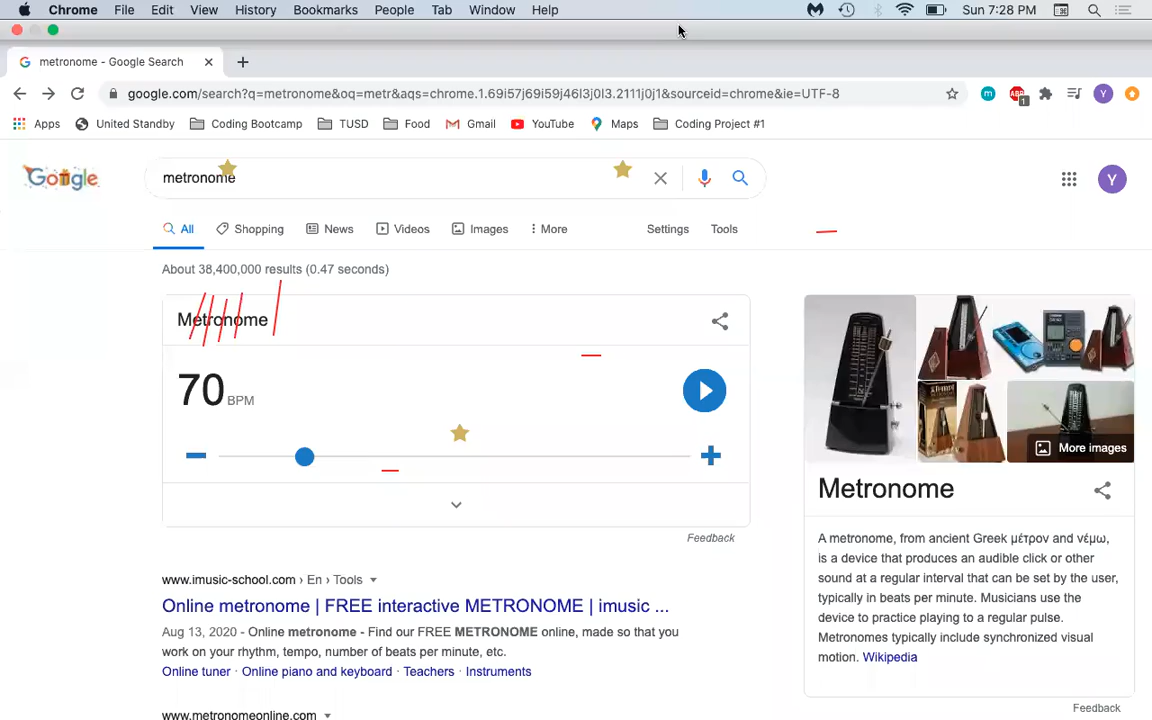 Chrome File Edit View History Bookmarks People Tab Window Help Sun 7:28 PM
metronome - Google Search
google.com/search?q=metronome&oq=metr&aqs=chrome.1.69i57j69i59j46l3j0l3.2111j0j1&sourceid=chrome&ie=UTF-8 ABP 1 Y
Apps United Standby Coding Bootcamp TUSD Food Gmail YouTube Maps Coding Project #1
Google metronome Y
All Shopping News Videos Images More Settings Tools
About 38,400,000 results (0.47 seconds)
Metronome
70 BPM
More images
Feedback
Metronome
A metronome, from ancient Greek μέτρον and νέμω,
is a device that produces an audible click or other
sound at a regular interval that can be set by the user,
typically in beats per minute. Musicians use the
device to practice playing to a regular pulse.
Metronomes typically include synchronized visual
motion. Wikipedia
Feedback
www.imusic-school.com › En › Tools
Online metronome | FREE interactive METRONOME | imusic ...
Aug 13, 2020 - Online metronome - Find our FREE METRONOME online, made so that you
work on your rhythm, tempo, number of beats per minute, etc.
Online tuner · Online piano and keyboard · Teachers · Instruments
www.metronomeonline.com